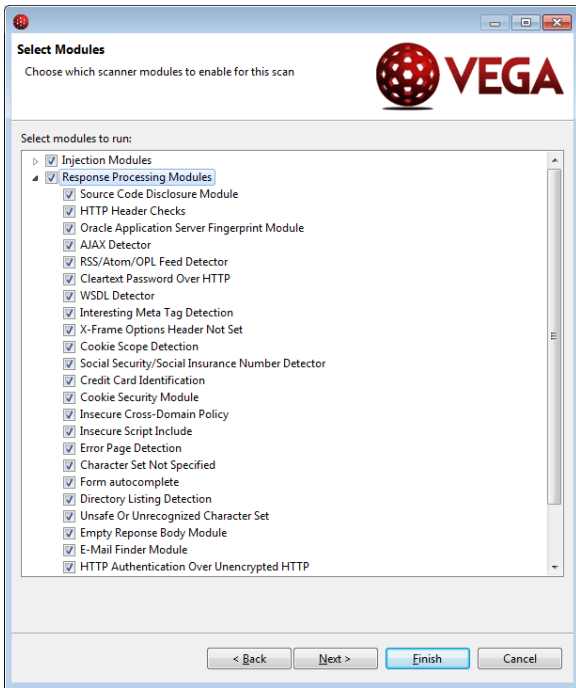 Select Modules
Choose which scanner modules to enable for this scan
VEGA
Select modules to run:
Injection Modules
Response Processing Modules
Source Code Disclosure Module
HTTP Header Checks
Oracle Application Server Fingerprint Module
AJAX Detector
RSS/Atom/OPL Feed Detector
Cleartext Password Over HTTP
WSDL Detector
Interesting Meta Tag Detection
X-Frame Options Header Not Set
Cookie Scope Detection
Social Security/Social Insurance Number Detector
Credit Card Identification
Cookie Security Module
Insecure Cross-Domain Policy
Insecure Script Include
Error Page Detection
Character Set Not Specified
Form autocomplete
Directory Listing Detection
Unsafe Or Unrecognized Character Set
Empty Reponse Body Module
E-Mail Finder Module
HTTP Authentication Over Unencrypted HTTP
< Back Next > Finish Cancel